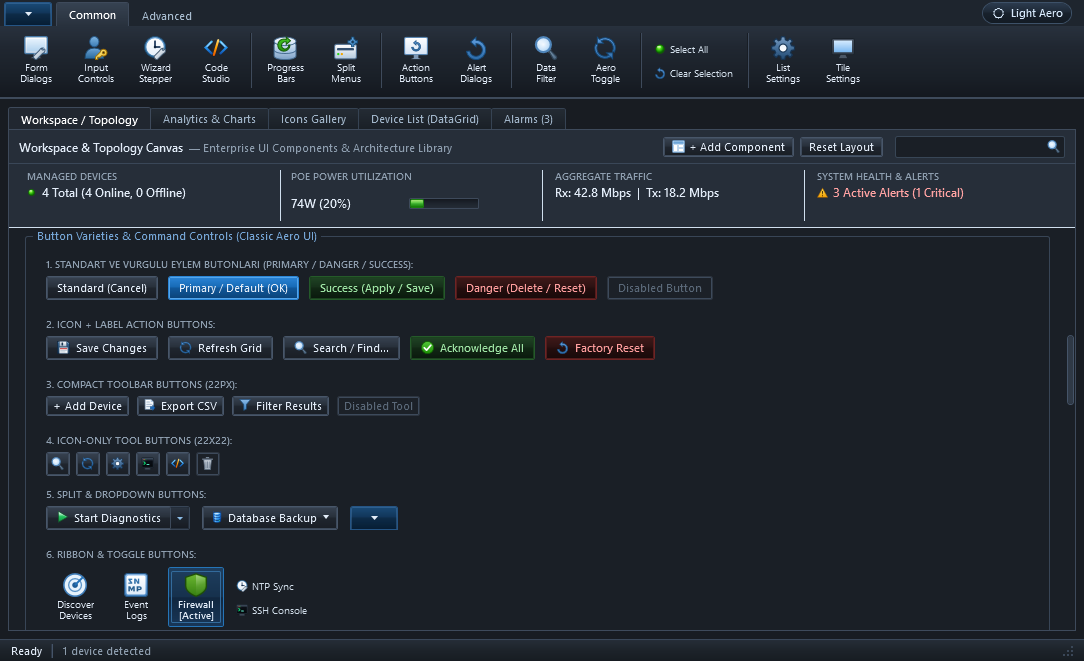 Common
Advanced
Light Aero
Form Dialogs
Input Controls
Wizard Stepper
Code Studio
Progress Bars
Split Menus
Action Buttons
Alert Dialogs
Data Filter
Aero Toggle
Select All
Clear Selection
List Settings
Tile Settings
Workspace / Topology
Analytics & Charts
Icons Gallery
Device List (DataGrid)
Alarms (3)
Workspace & Topology Canvas — Enterprise UI Components & Architecture Library
+ Add Component
Reset Layout
MANAGED DEVICES
4 Total (4 Online, 0 Offline)
POE POWER UTILIZATION
74W (20%)
AGGREGATE TRAFFIC
Rx: 42.8 Mbps | Tx: 18.2 Mbps
SYSTEM HEALTH & ALERTS
3 Active Alerts (1 Critical)
Button Varieties & Command Controls (Classic Aero UI)
1. STANDART VE VURGULU EYLEM BUTONLARI (PRIMARY / DANGER / SUCCESS):
Standard (Cancel)
Primary / Default (OK)
Success (Apply / Save)
Danger (Delete / Reset)
Disabled Button
2. ICON + LABEL ACTION BUTTONS:
Save Changes
Refresh Grid
Search / Find...
Acknowledge All
Factory Reset
3. COMPACT TOOLBAR BUTTONS (22PX):
+ Add Device
Export CSV
Filter Results
Disabled Tool
4. ICON-ONLY TOOL BUTTONS (22X22):
5. SPLIT & DROPDOWN BUTTONS:
Start Diagnostics
Database Backup
6. RIBBON & TOGGLE BUTTONS:
Discover Devices
SN
MP
Event Logs
Firewall [Active]
NTP Sync
SSH Console
Ready
1 device detected